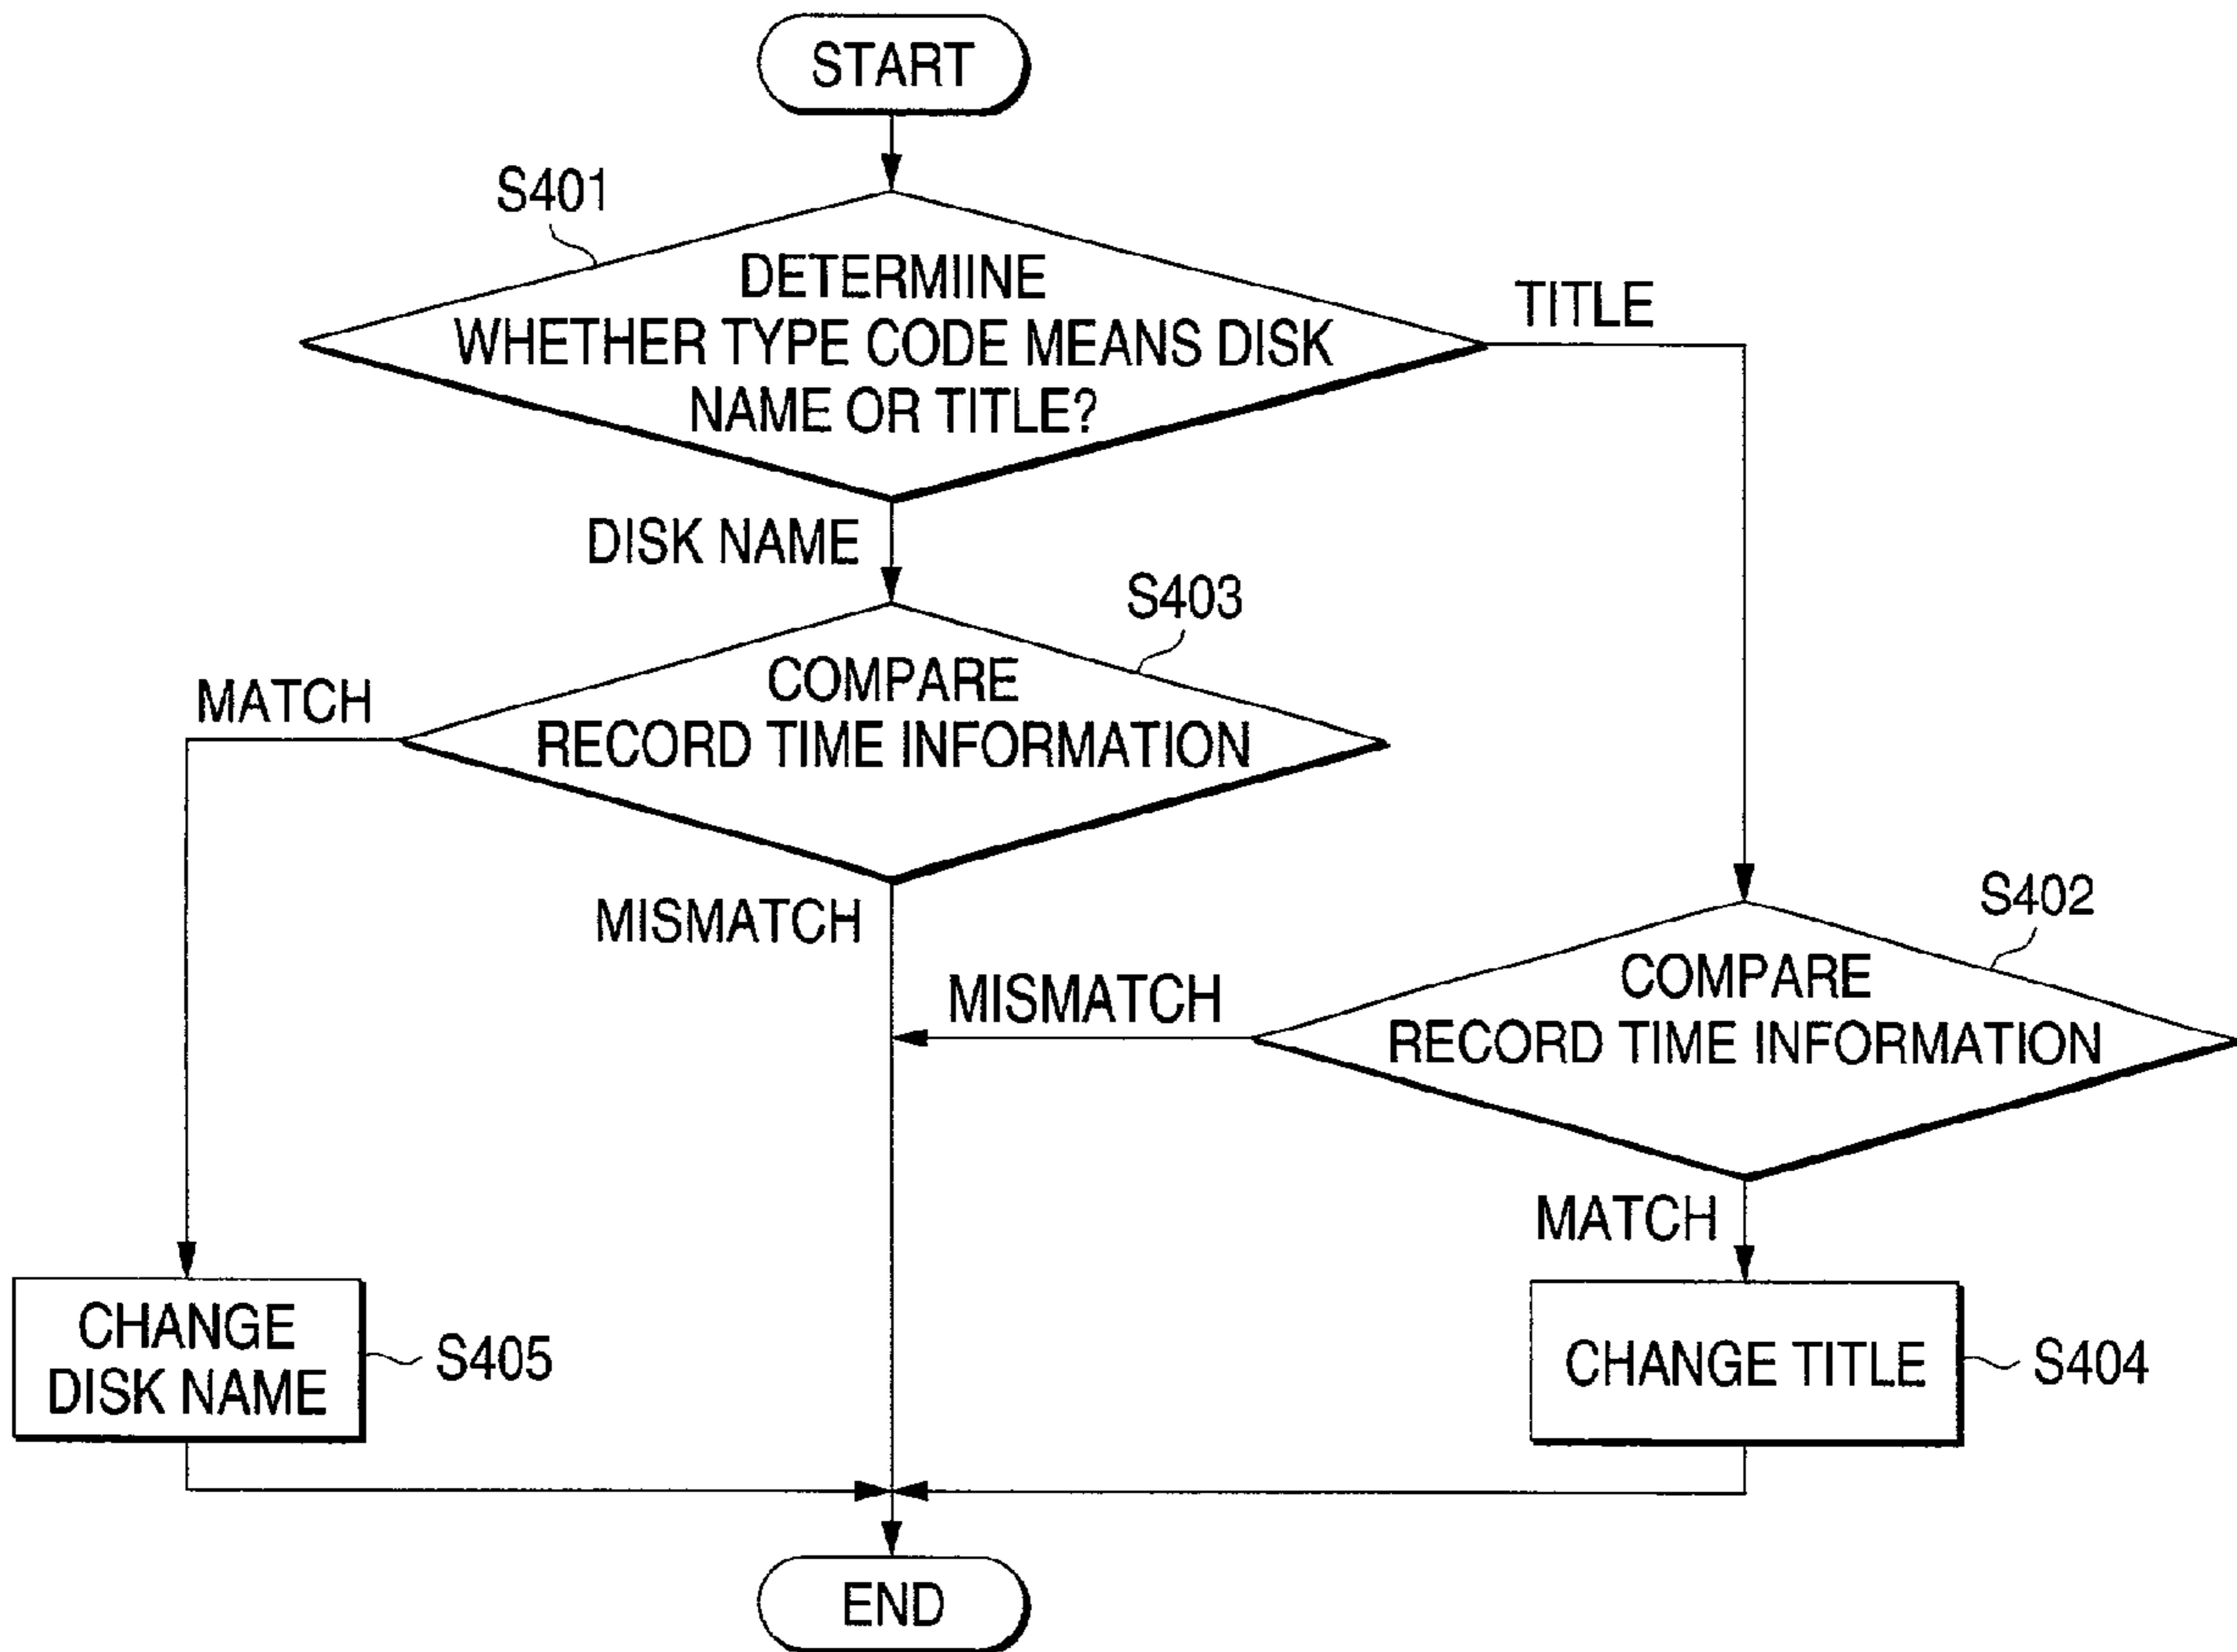 START
S401
DETERMIINE
WHETHER TYPE CODE MEANS DISK
NAME OR TITLE?
TITLE
DISK NAME
S403
COMPARE
RECORD TIME INFORMATION
MATCH
MISMATCH
S402
COMPARE
RECORD TIME INFORMATION
MISMATCH
MATCH
CHANGE
DISK NAME
S405
CHANGE TITLE
S404
END